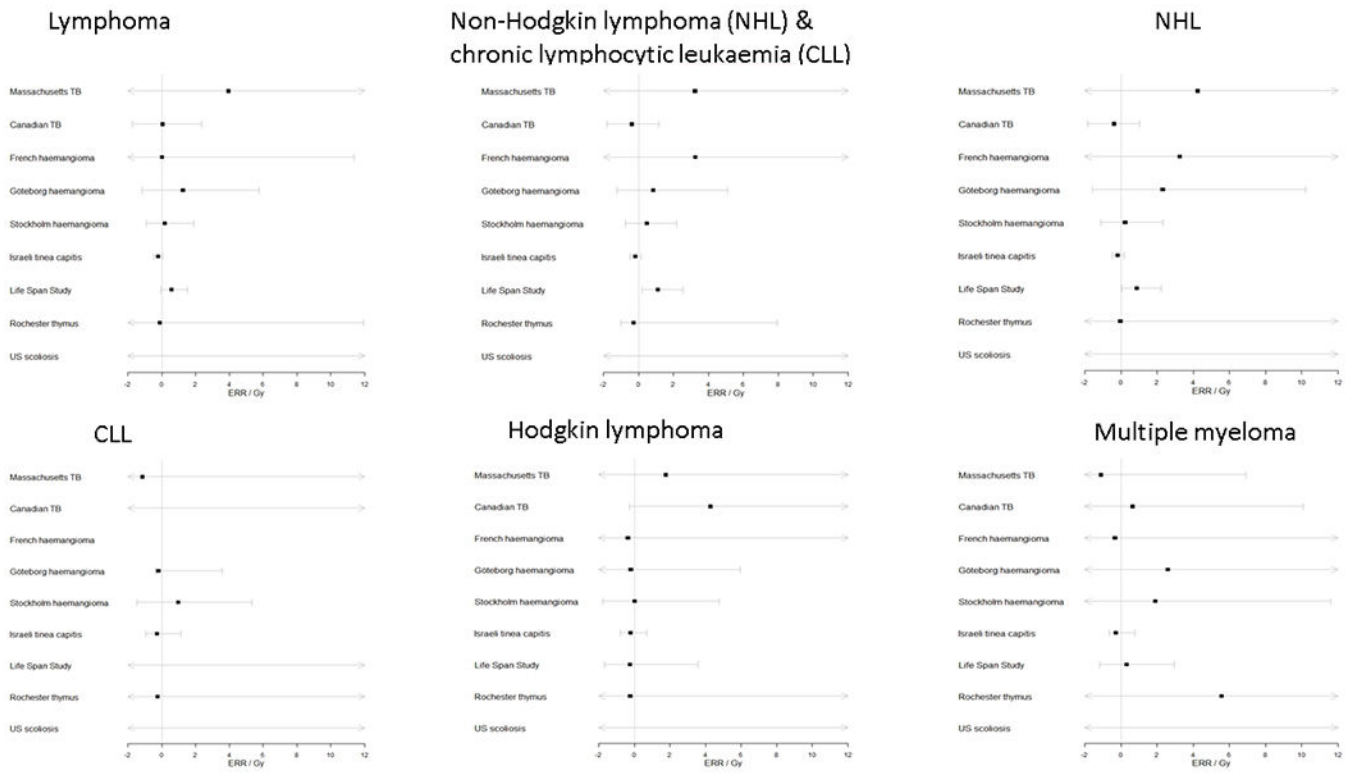 Lymphoma
Massachusetts TB
Canadian TB
French haemangioma
Göteborg haemangioma
Stockholm haemangioma
Israeli tinea capitis
Life Span Study
Rochester thymus
US scoliosis
-2 0 2 4 6 8 10 12
ERR / Gy
Non-Hodgkin lymphoma (NHL) &
chronic lymphocytic leukaemia (CLL)
Massachusetts TB
Canadian TB
French haemangioma
Göteborg haemangioma
Stockholm haemangioma
Israeli tinea capitis
Life Span Study
Rochester thymus
US scoliosis
-2 0 2 4 6 8 10 12
ERR / Gy
NHL
Massachusetts TB
Canadian TB
French haemangioma
Göteborg haemangioma
Stockholm haemangioma
Israeli tinea capitis
Life Span Study
Rochester thymus
US scoliosis
-2 0 2 4 6 8 10 12
ERR / Gy
CLL
Massachusetts TB
Canadian TB
French haemangioma
Göteborg haemangioma
Stockholm haemangioma
Israeli tinea capitis
Life Span Study
Rochester thymus
US scoliosis
-2 0 2 4 6 8 10 12
ERR / Gy
Hodgkin lymphoma
Massachusetts TB
Canadian TB
French haemangioma
Göteborg haemangioma
Stockholm haemangioma
Israeli tinea capitis
Life Span Study
Rochester thymus
US scoliosis
-2 0 2 4 6 8 10 12
ERR / Gy
Multiple myeloma
Massachusetts TB
Canadian TB
French haemangioma
Göteborg haemangioma
Stockholm haemangioma
Israeli tinea capitis
Life Span Study
Rochester thymus
US scoliosis
-2 0 2 4 6 8 10 12
ERR / Gy